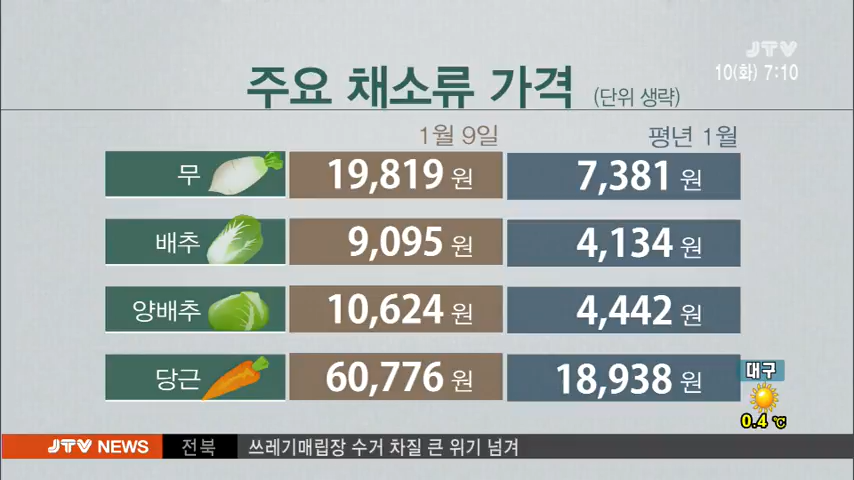 JTV
10(화) 7:10
주요 채소류 가격 (단위 생략)
1월 9일 평년 1월
무 19,819 원 7,381 원
배추 9,095 원 4,134 원
양배추 10,624 원 4,442 원
당근 60,776 원 18,938 원
대구
0.4 ℃
JTV NEWS 전북 쓰레기매립장 수거 차질 큰 위기 넘겨